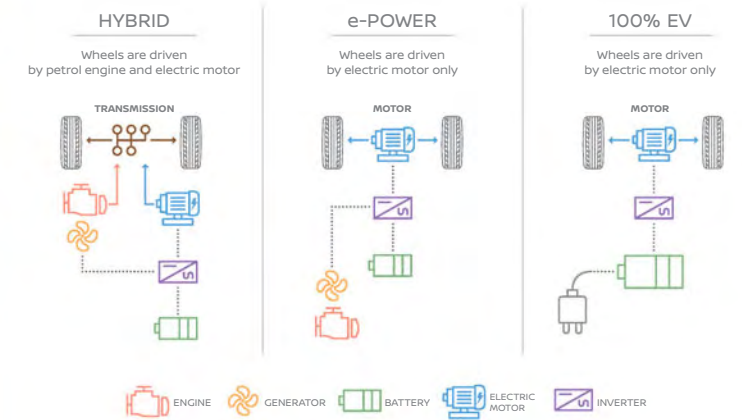 HYBRID
Wheels are driven
by petrol engine and electric motor
TRANSMISSION
e-POWER
Wheels are driven
by electric motor only
MOTOR
100% EV
Wheels are driven
by electric motor only
MOTOR
ENGINE
GENERATOR
BATTERY
ELECTRIC
MOTOR
INVERTER